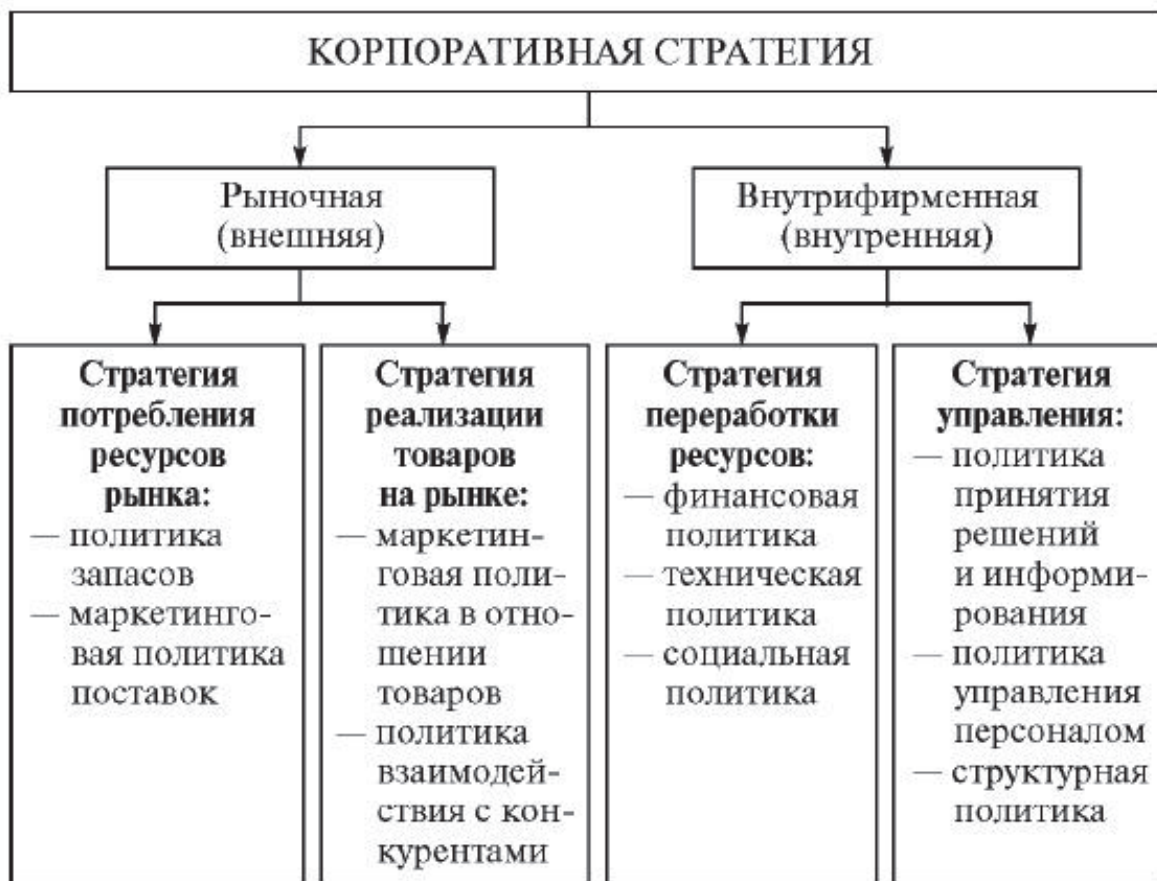 КОРПОРАТИВНАЯ СТРАТЕГИЯ
Рыночная
(внешняя)
Внутрифирменная
(внутренняя)
Стратегия
потребления
ресурсов
рынка:
— политика
запасов
— маркетинго-
вая политика
поставок
Стратегия
реализации
товаров
на рынке:
— маркетин-
говая поли-
тика в отно-
шении
товаров
— политика
взаимодей-
ствия с кон-
курентами
Стратегия
переработки
ресурсов:
— финансовая
политика
— техническая
политика
— социальная
политика
Стратегия
управления:
— политика
принятия
решений
и информи-
рования
— политика
управления
персоналом
— структурная
политика